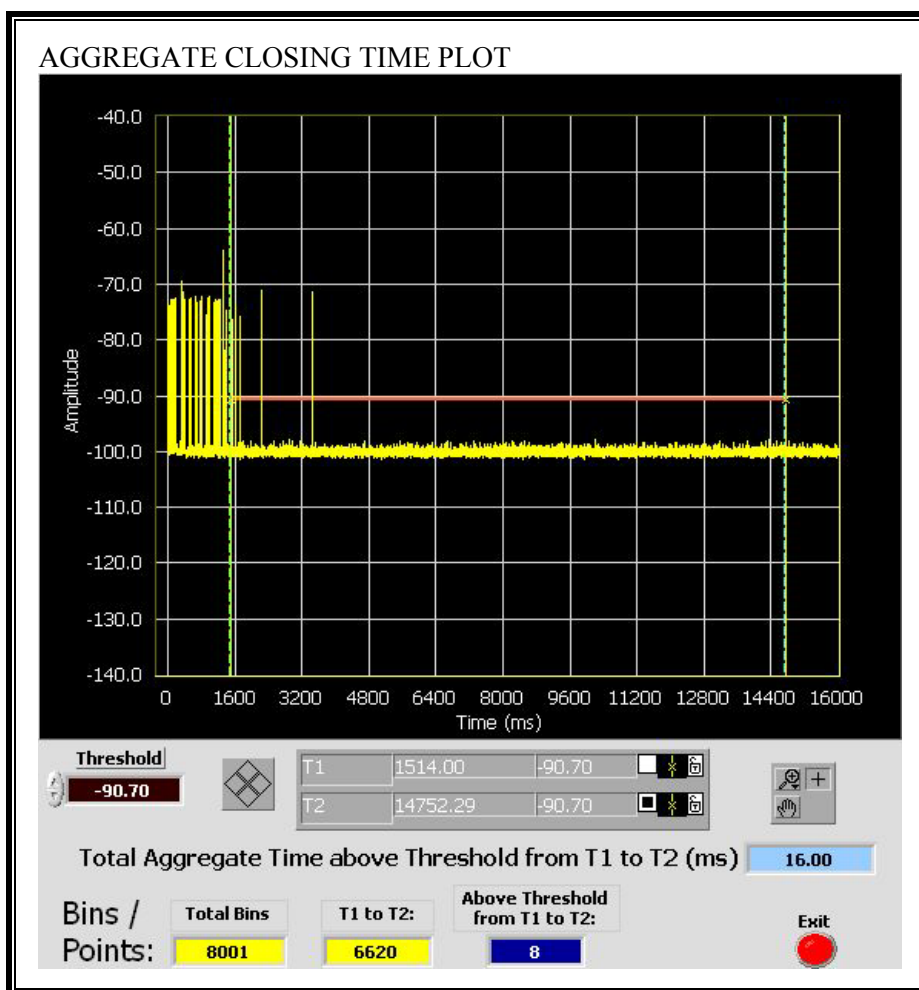 AGGREGATE CLOSING TIME PLOT
-40.0
-50.0
-60.0
-70.0
-80.0
-90.0
-100.0
-110.0
-120.0
-130.0
-140.0
Amplitude
0 1600 3200 4800 6400 8000 9600 11200 12800 14400 16000
Time (ms)
Threshold
-90.70
T1 1514.00 -90.70
T2 14752.29 -90.70
Total Aggregate Time above Threshold from T1 to T2 (ms) 16.00
Bins /
Points:
Total Bins
8001
T1 to T2:
6620
Above Threshold
from T1 to T2:
8
Exit